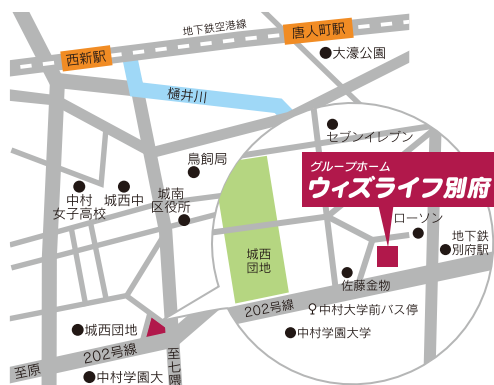 地下鉄空港線
唐人町駅
西新駅
大濠公園
樋井川
セブンイレブン
鳥飼局
グループホーム
ウィズライフ別府
中村
女子高校
城西中
城南
区役所
ローソン
地下鉄
別府駅
城西
団地
佐藤金物
202号線
中村大学前バス停
城西団地
中村学園大学
202号線
至原
至七隈
中村学園大